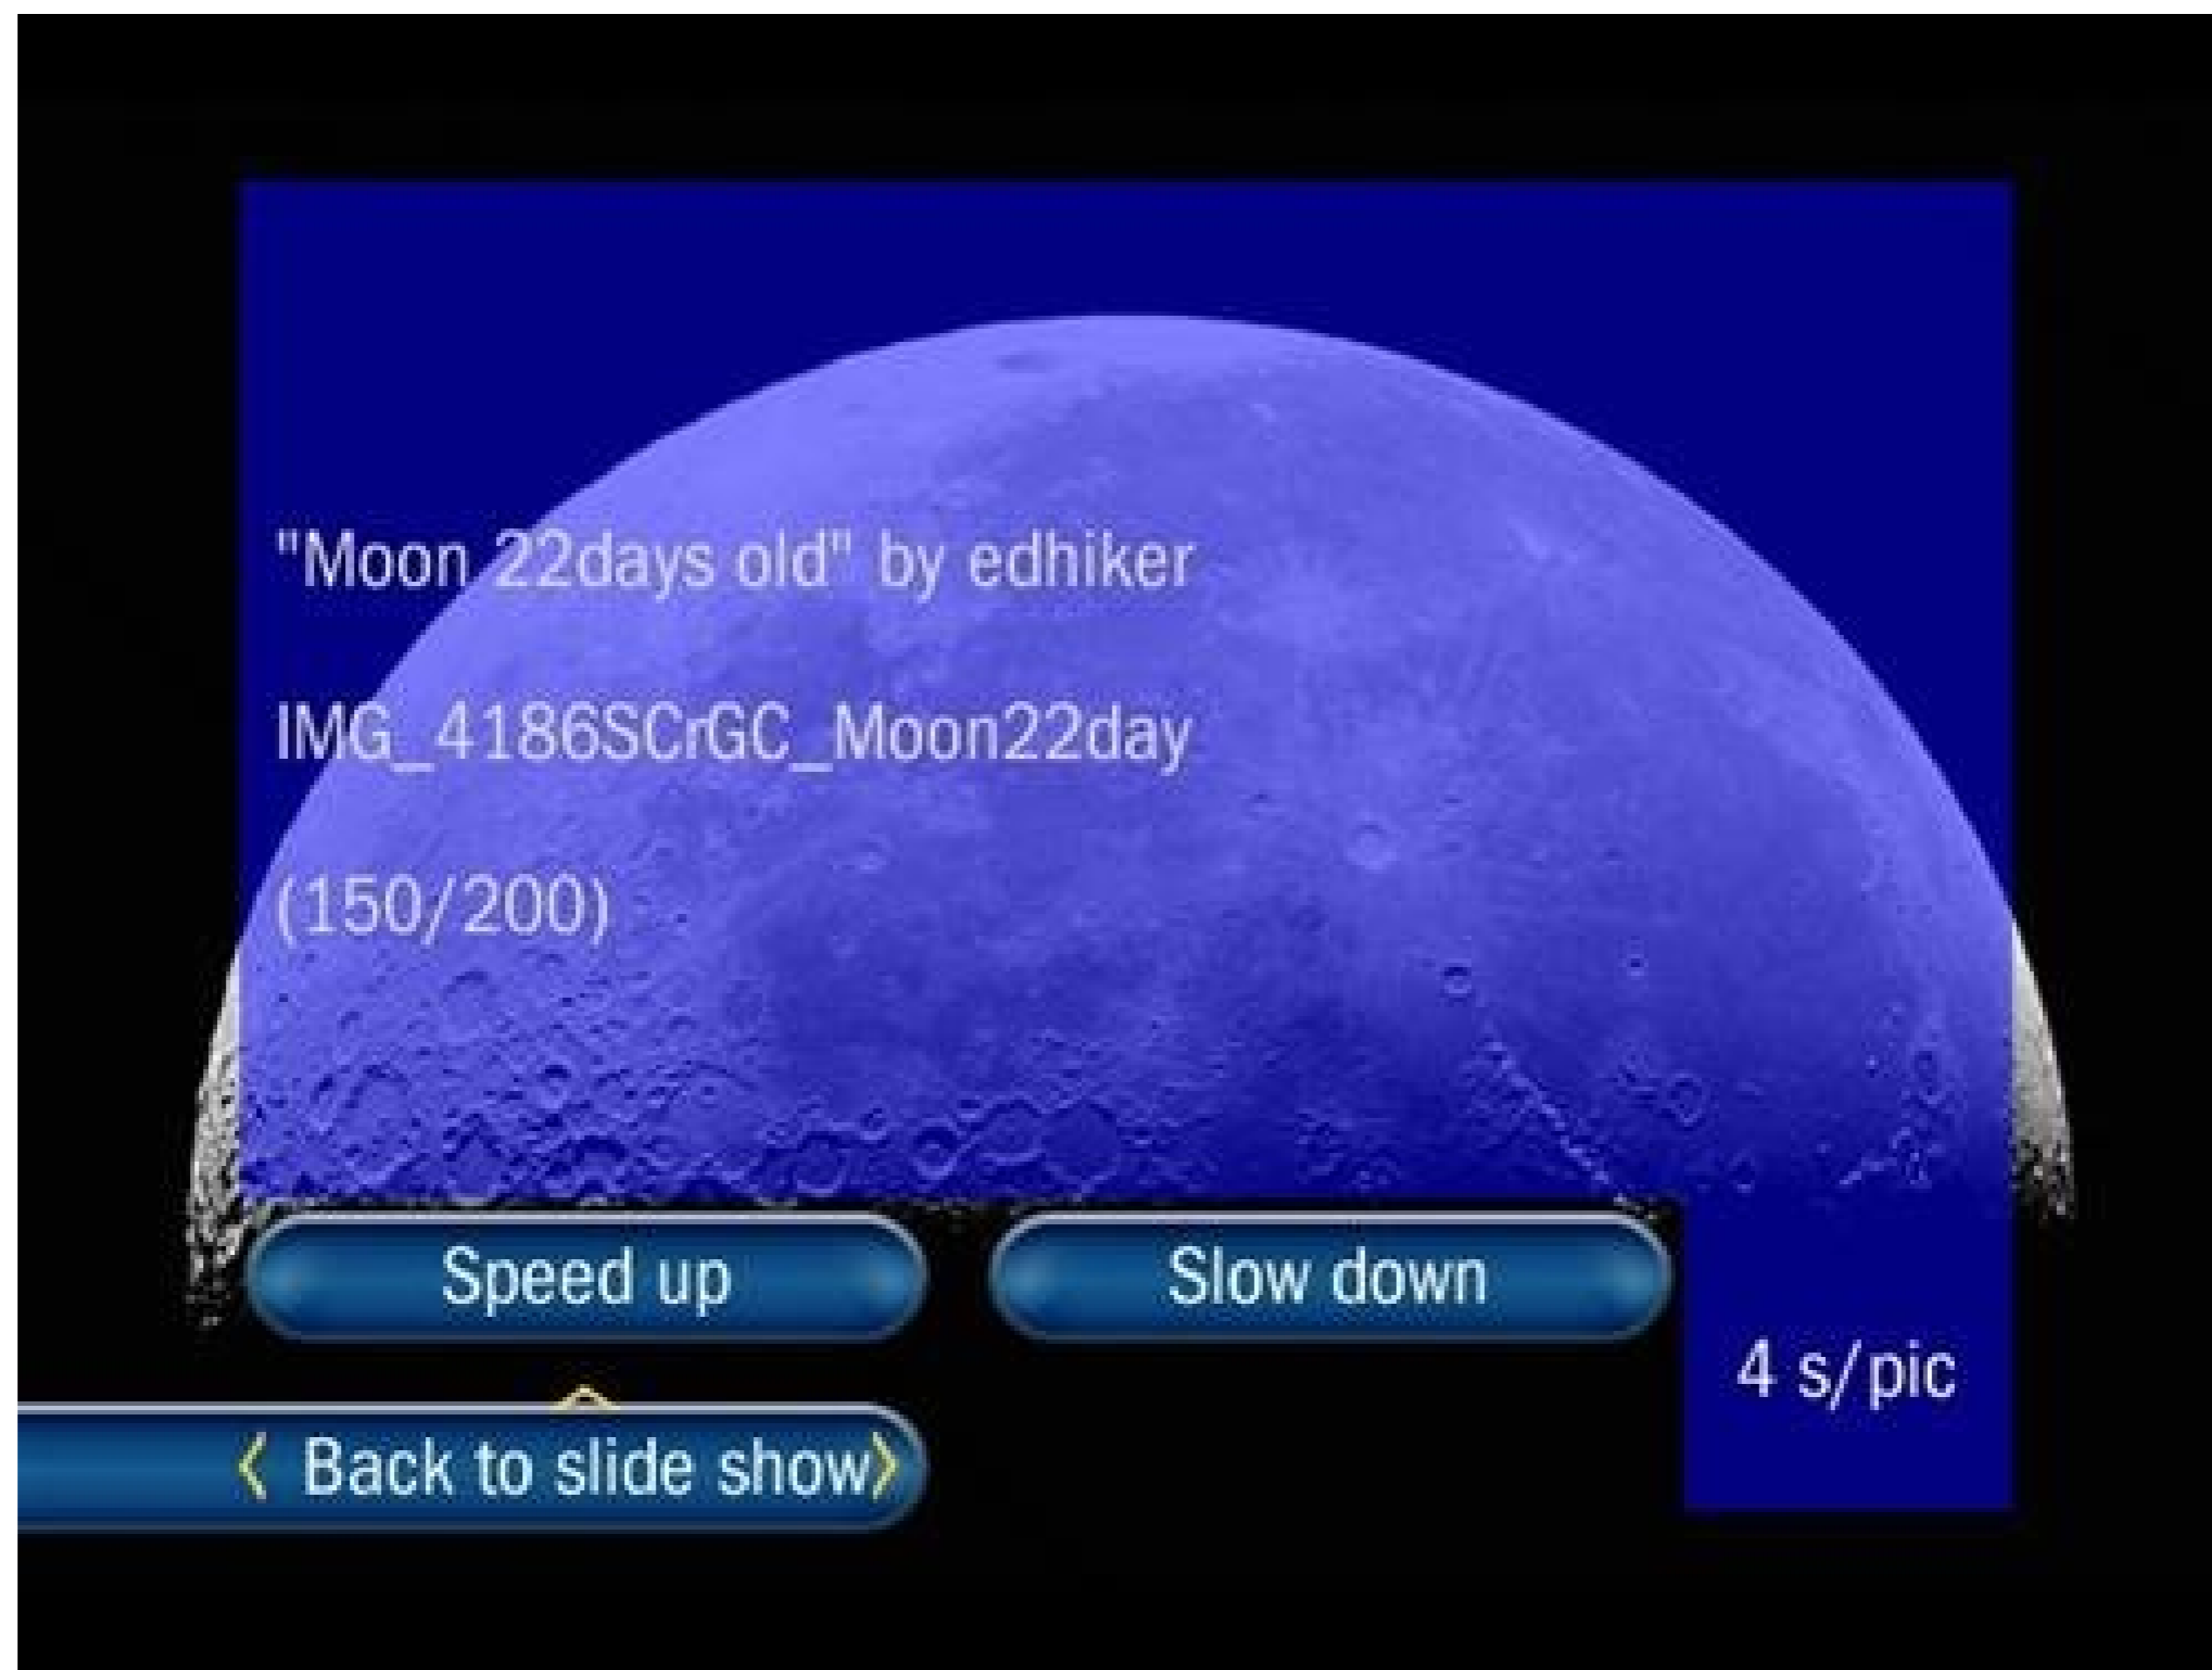 "Moon 22days old" by edhiker
IMG_4186SCrGC_Moon22day
(150/200)
Speed up
Slow down
4 s/pic
Back to slide show